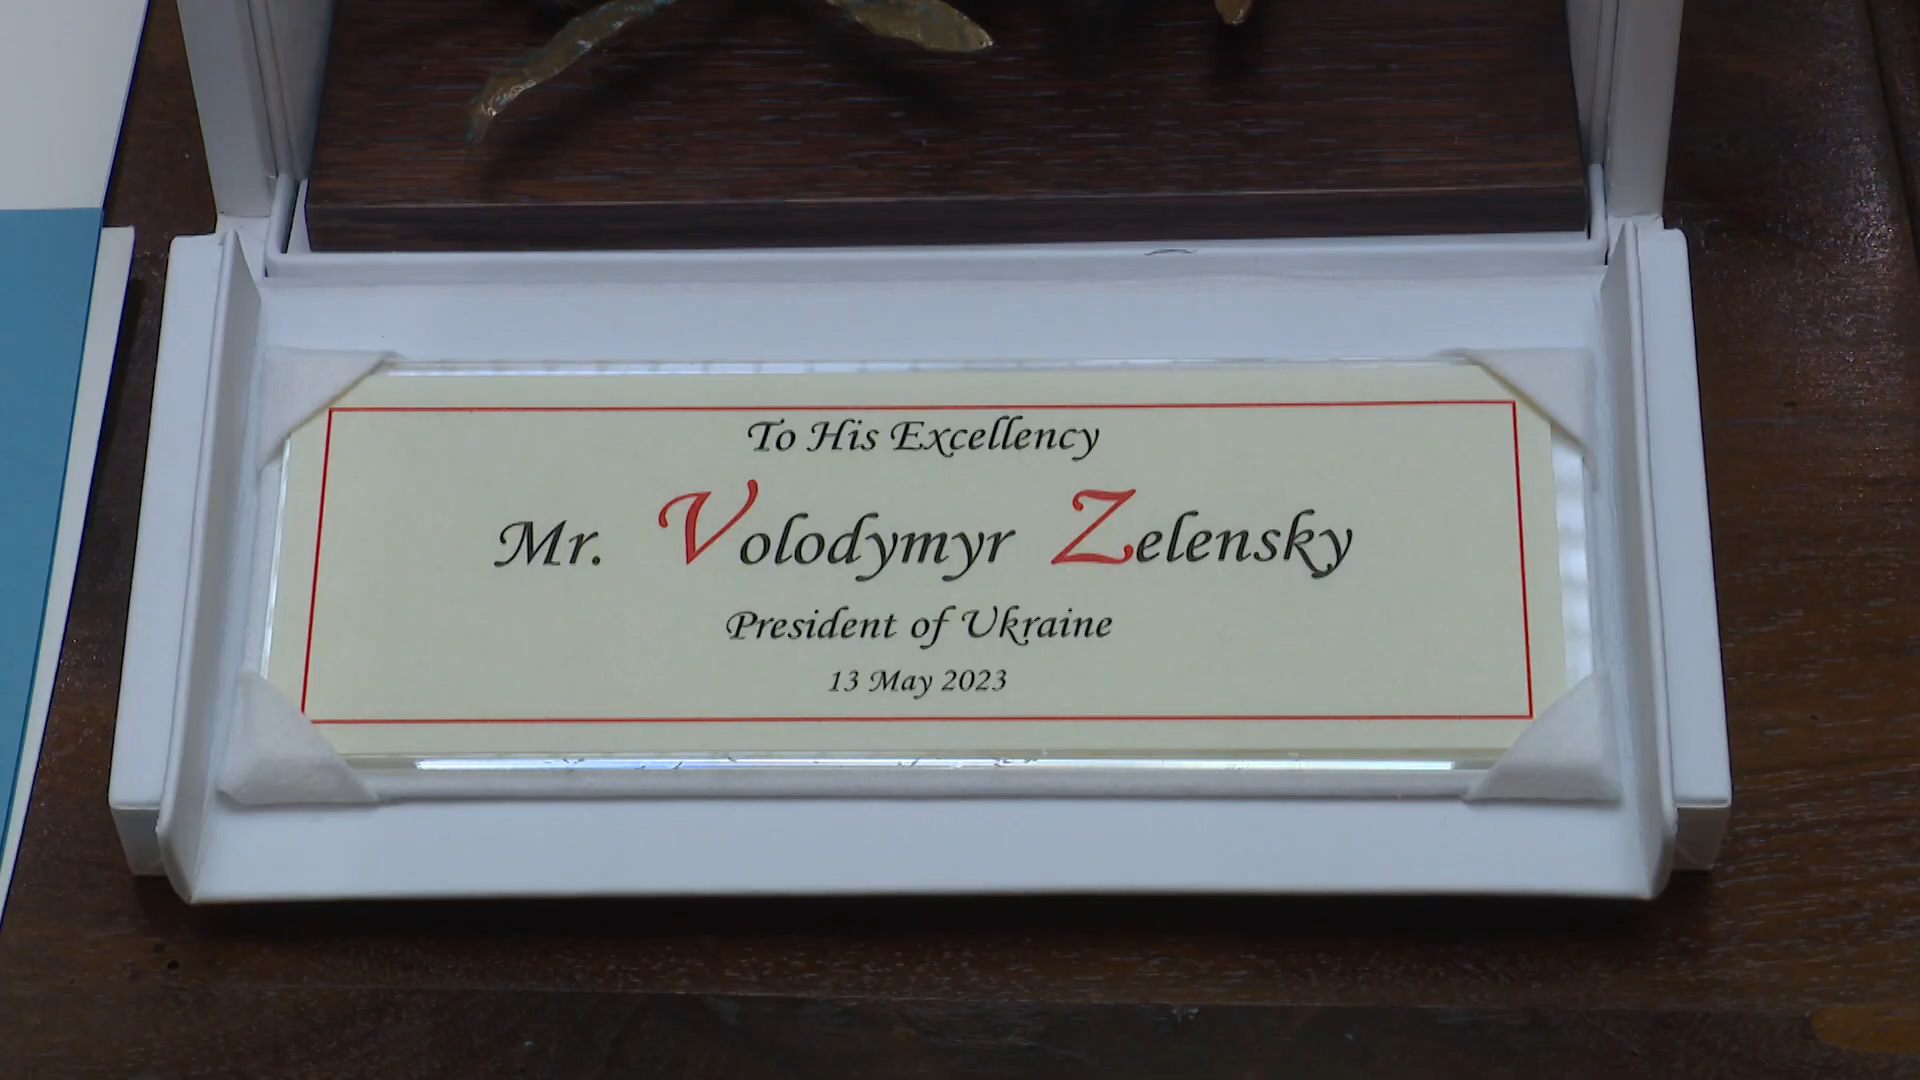 To His Excellency
Mr. Volodymyr Zelensky
President of Ukraine
13 May 2023